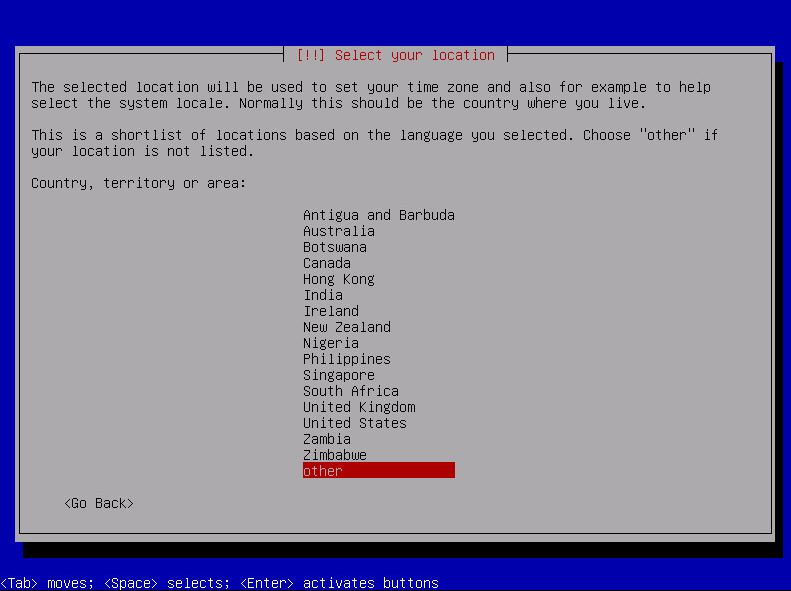 [!!] Select your location
The selected location will be used to set your time zone and also for example to help
select the system locale. Normally this should be the country where you live.
This is a shortlist of locations based on the language you selected. Choose "other" if
your location is not listed.
Country, territory or area:
Antigua and Barbuda
Australia
Botswana
Canada
Hong Kong
India
Ireland
New Zealand
Nigeria
Philippines
Singapore
South Africa
United Kingdom
United States
Zambia
Zimbabwe
other
<Go Back>
<Tab> moves; <Space> selects; <Enter> activates buttons